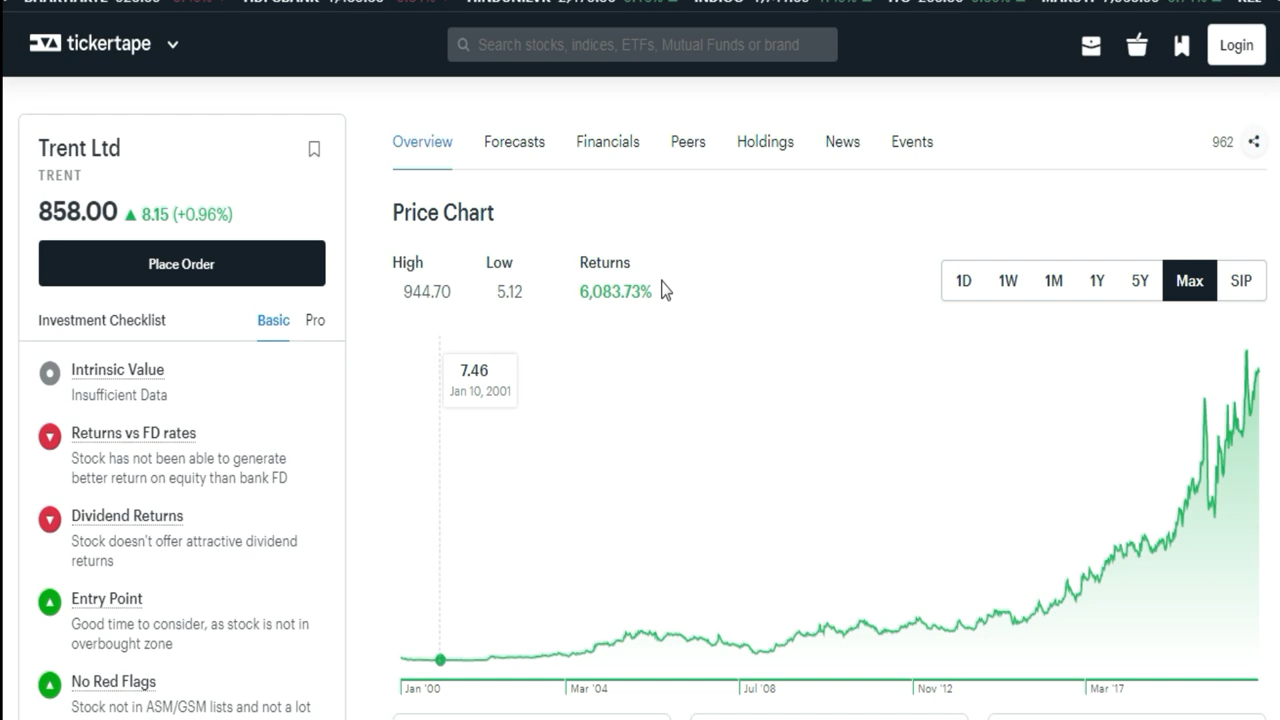 tickertape
Search stocks, indices, ETFs, Mutual Funds or brand
Login
Trent Ltd
TRENT
858.00 ▲ 8.15 (+0.96%)
Place Order
Investment Checklist Basic Pro
Intrinsic Value
Insufficient Data
Returns vs FD rates
Stock has not been able to generate
better return on equity than bank FD
Dividend Returns
Stock doesn't offer attractive dividend
returns
Entry Point
Good time to consider, as stock is not in
overbought zone
No Red Flags
Stock not in ASM/GSM lists and not a lot
Overview Forecasts Financials Peers Holdings News Events 962
Price Chart
High Low Returns
944.70 5.12 6,083.73%
1D 1W 1M 1Y 5Y Max SIP
7.46
Jan 10, 2001
Jan '00 Mar '04 Jul '08 Nov '12 Mar '17